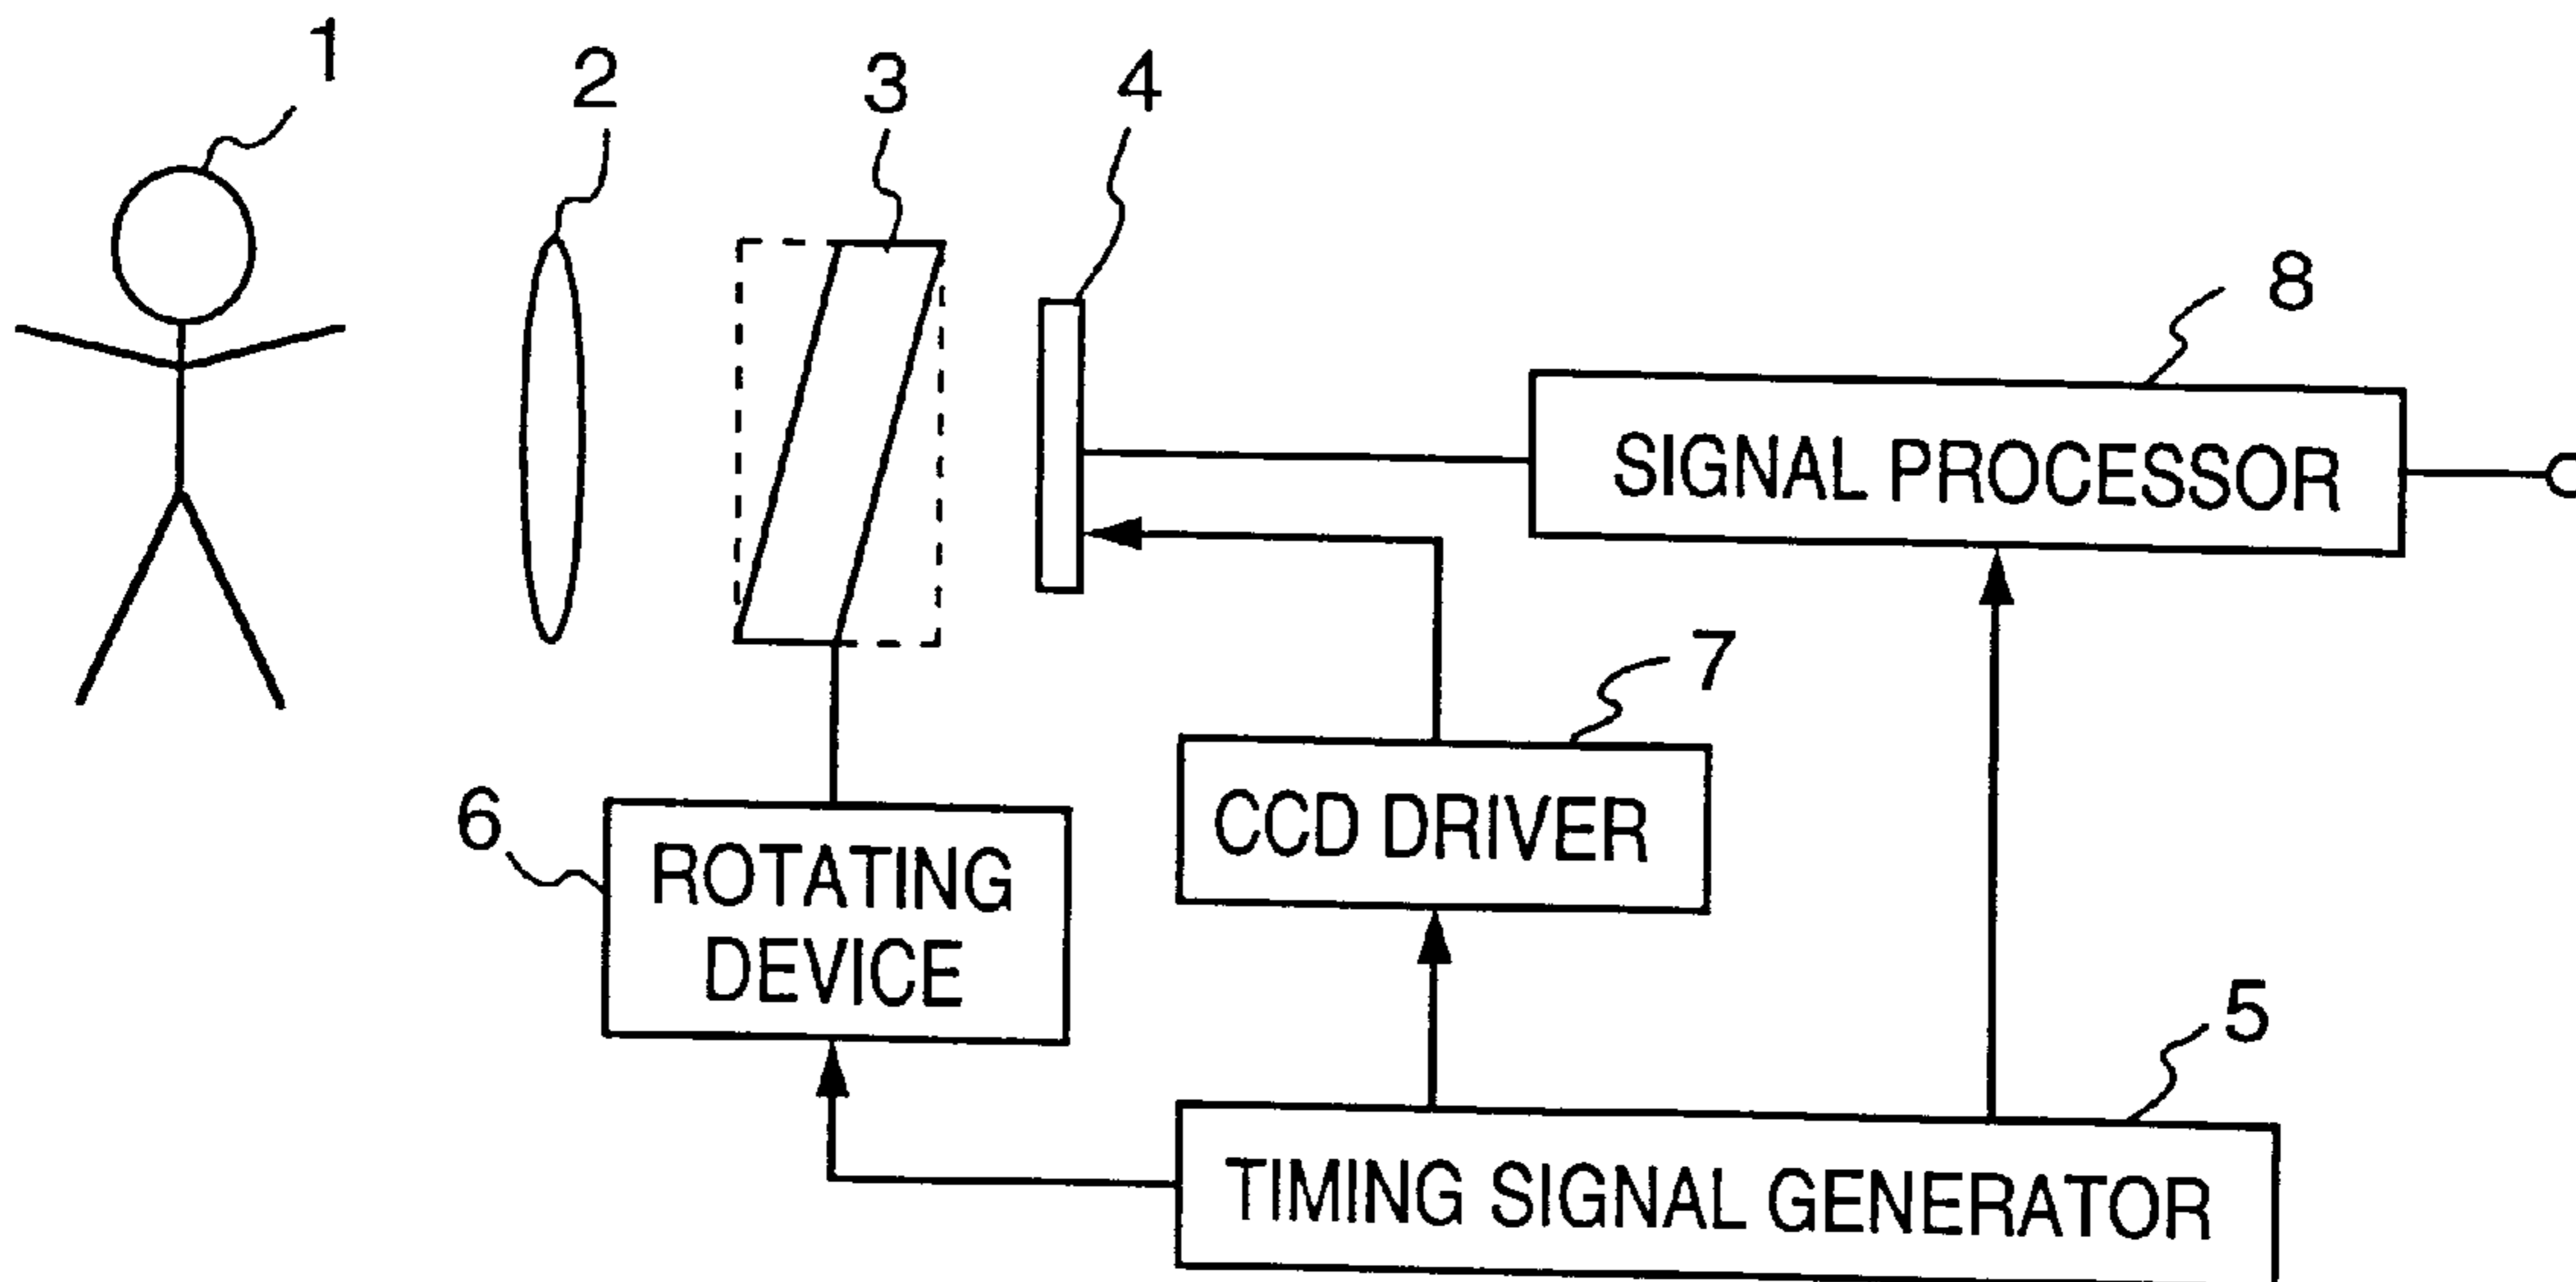 1
2
3
4
8
SIGNAL PROCESSOR
7
CCD DRIVER
6
ROTATING
DEVICE
5
TIMING SIGNAL GENERATOR